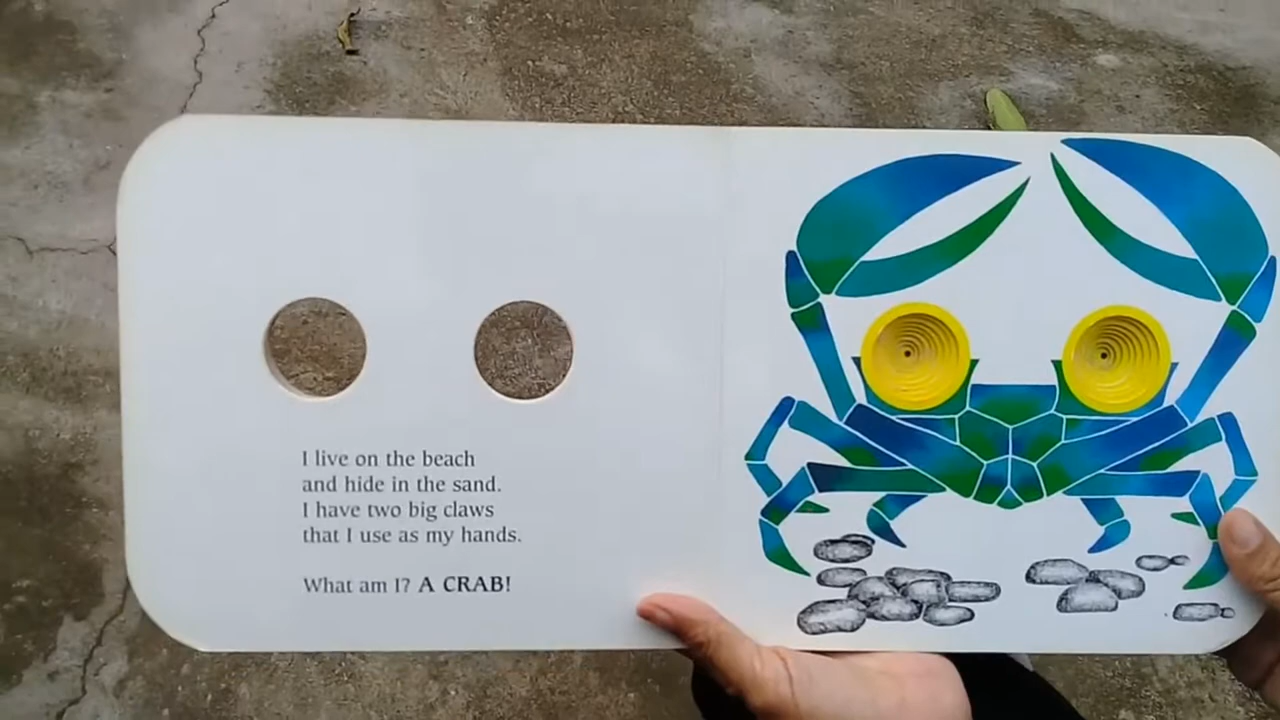 I live on the beach
and hide in the sand.
I have two big claws
that I use as my hands.
What am I? A CRAB!